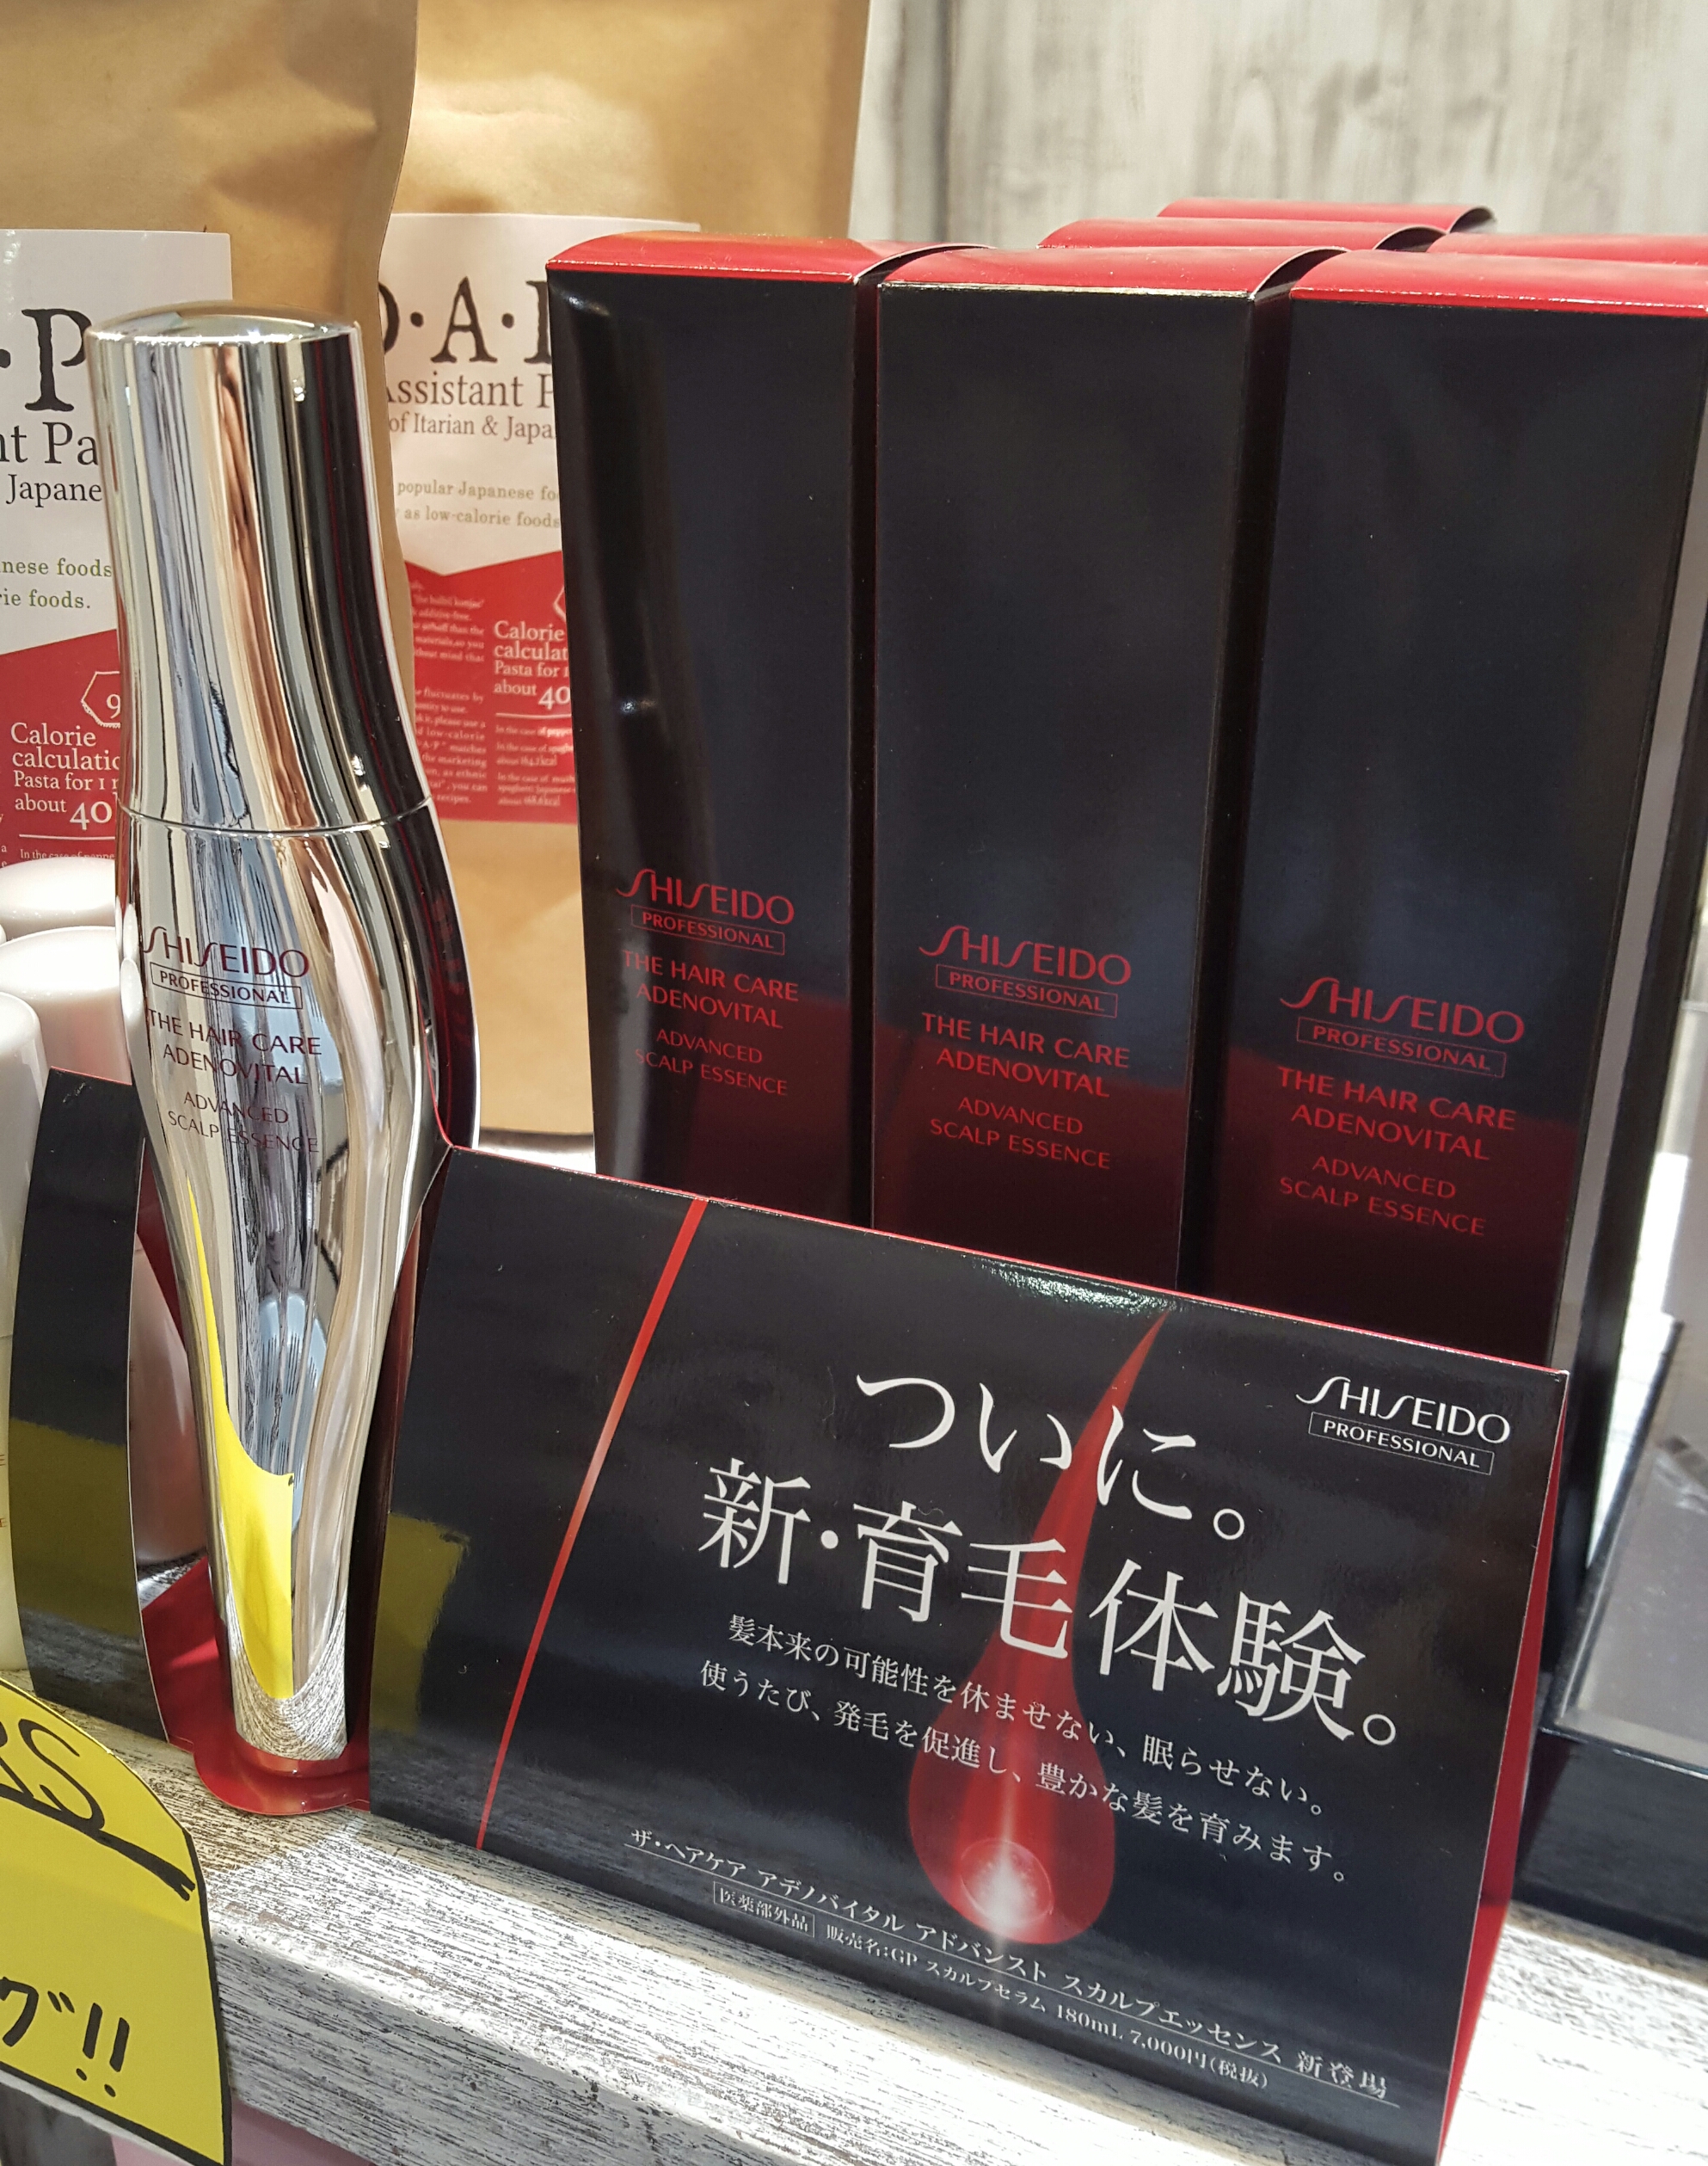 ·P
nt Pa
Japane
nese foods
rie foods.
9
Calorie
calculatio
Pasta for 1
about 40
·A·
Assistant P
of Itarian & Japa
popular Japanese fo
as low-calorie foods
Calorie
calculat
Pasta for
about 40
SHISEIDO
PROFESSIONAL
THE HAIR CARE
ADENOVITAL
ADVANCED
SCALP ESSENCE
SHISEIDO
PROFESSIONAL
THE HAIR CARE
ADENOVITAL
ADVANCED
SCALP ESSENCE
SHISEIDO
PROFESSIONAL
THE HAIR CARE
ADENOVITAL
ADVANCED
SCALP ESSENCE
SHISEIDO
PROFESSIONAL
THE HAIR CARE
ADENOVITAL
ADVANCED
SCALP ESSENCE
SHISEIDO
PROFESSIONAL
ついに。
新・育毛体験。
髪本来の可能性を休ませない、眠らせない。
使うたび、発毛を促進し、豊かな髪を育みます。
ザ・ヘアケア アデノバイタル アドバンスト スカルプエッセンス 新登場
医薬部外品 販売名:GP スカルプセラム 180mL 7,000円(税抜)
RS
グ!!